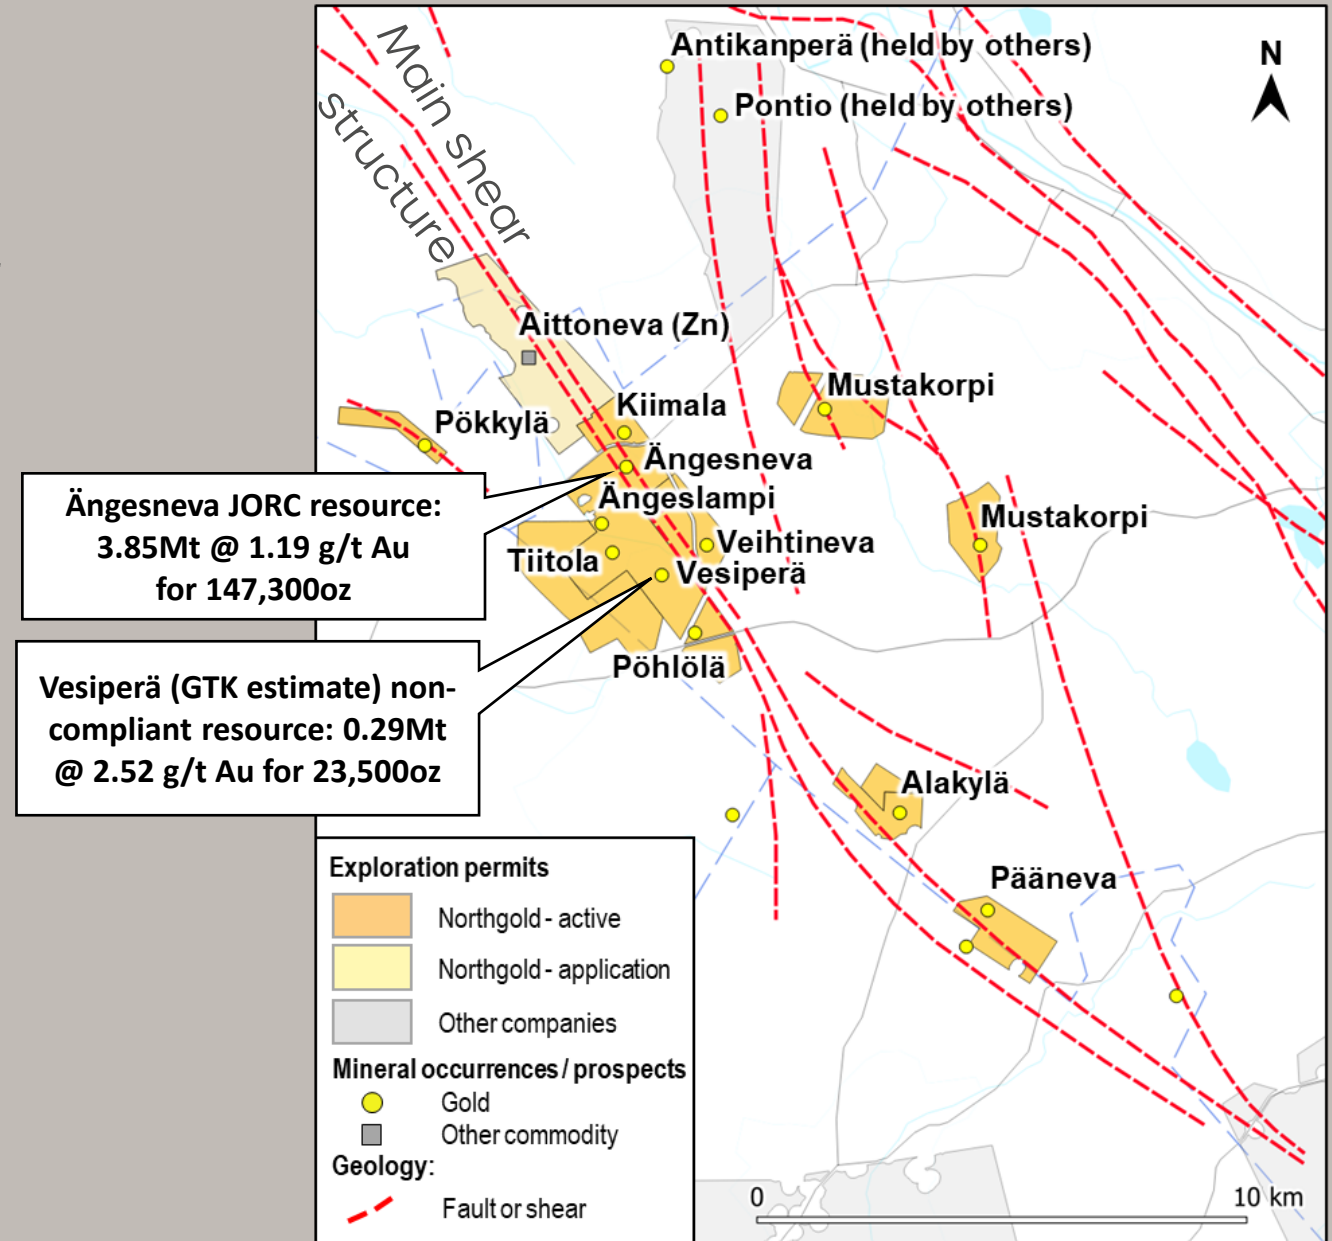 Main shear
structure
Antikanperä (held by others)
Pontio (held by others)
N
Aittoneva (Zn)
Kiimala
Mustakorpi
Pökkylä
Ängesneva
Ängeslampi
Veihtineva
Tiitola
Vesiperä
Mustakorpi
Pöhlölä
Ängesneva JORC resource:
3.85Mt @ 1.19 g/t Au
for 147,300oz
Vesiperä (GTK estimate) non-
compliant resource: 0.29Mt
@ 2.52 g/t Au for 23,500oz
Alakylä
Pääneva
Exploration permits
Northgold - active
Northgold - application
Other companies
Mineral occurrences / prospects
Gold
Other commodity
Geology:
Fault or shear
0
10 km